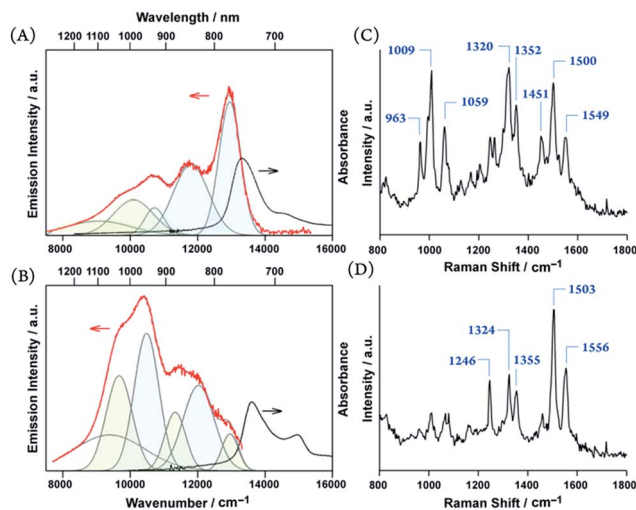 Wavelength / nm
(A)
1200 1100 1000 900 800 700
Emission Intensity / a.u.
Absorbance
8000 10000 12000 14000 16000
(B)
1200 1100 1000 900 800 700
Emission Intensity / a.u.
Absorbance
8000 10000 12000 14000 16000
Wavenumber / cm⁻¹
(C)
1009 1320 1352 1500
963 1059 1451 1549
Intensity / a.u.
800 1000 1200 1400 1600 1800
Raman Shift / cm⁻¹
(D)
1503
1324
1246 1355 1556
Intensity / a.u.
800 1000 1200 1400 1600 1800
Raman Shift / cm⁻¹